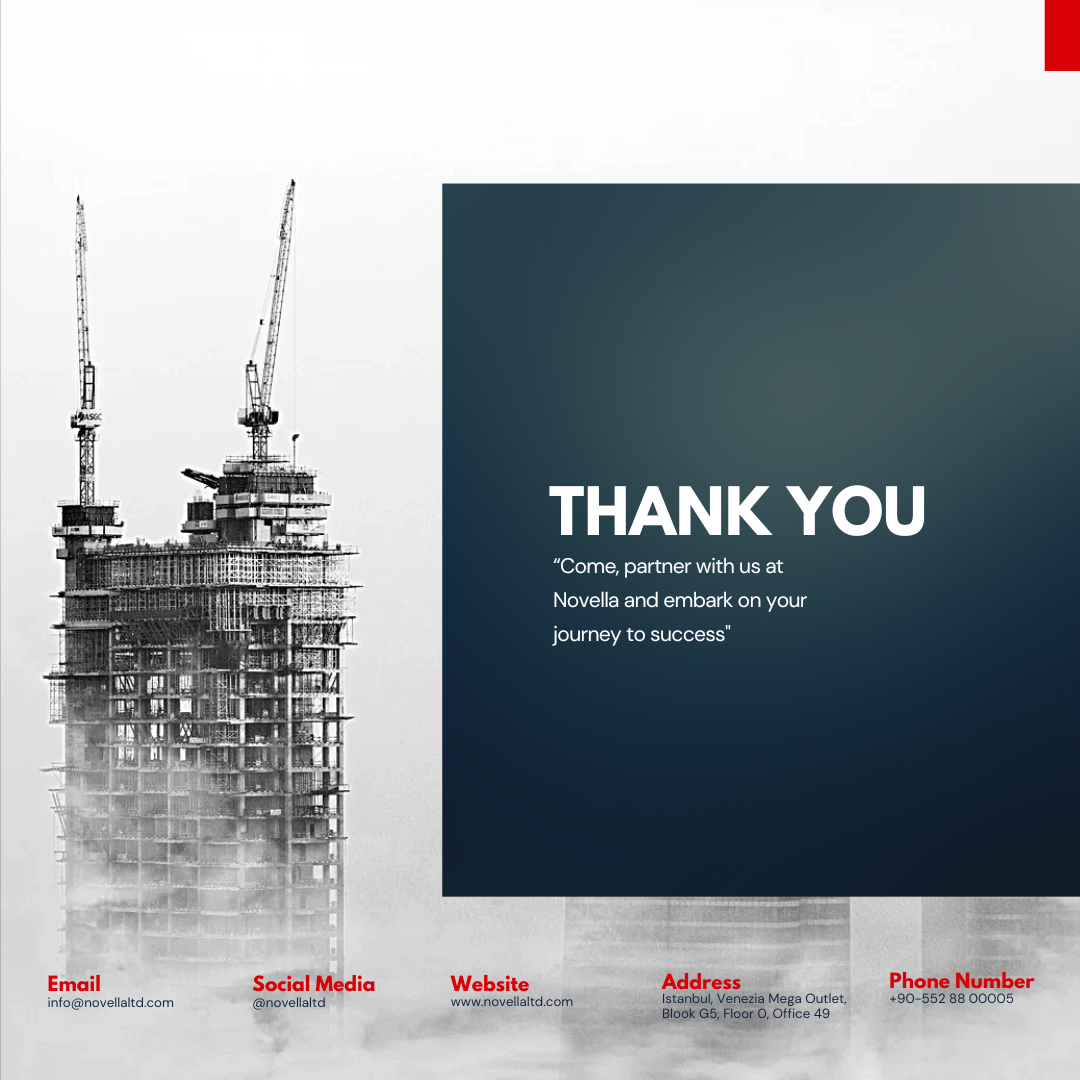 ASGC
THANK YOU
“Come, partner with us at
Novella and embark on your
journey to success"
Email
info@novellaltd.com
Social Media
@novellaltd
Website
www.novellaltd.com
Address
Istanbul, Venezia Mega Outlet,
Blook G5, Floor 0, Office 49
Phone Number
+90-552 88 00005